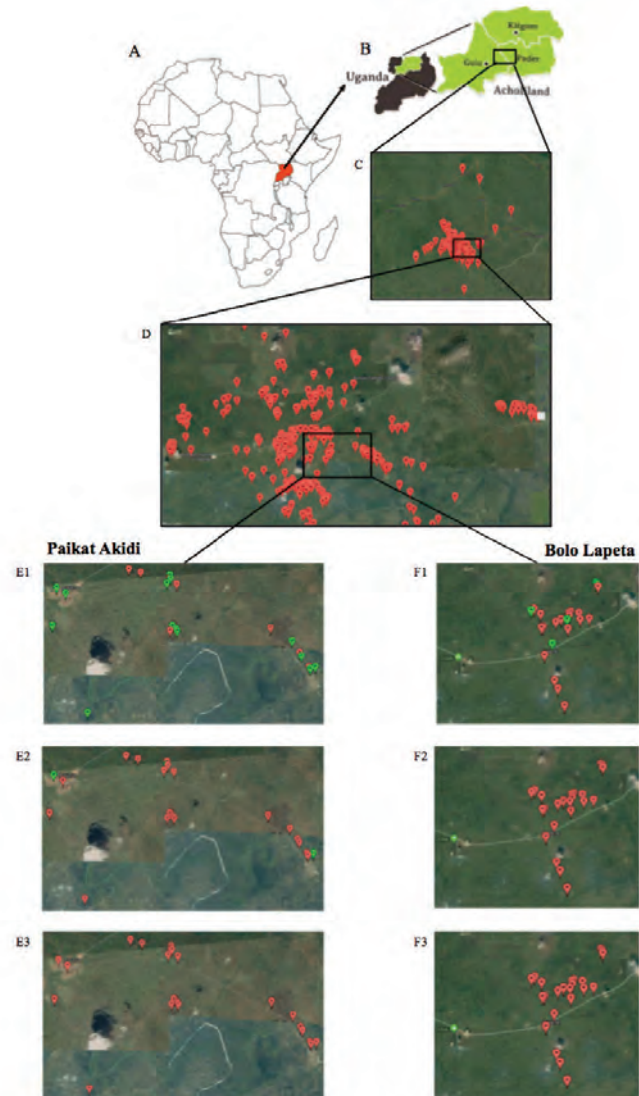 A
B
Kitgum
Gulu
Pader
Uganda
Acholiland
C
D
Paikat Akidi
Bolo Lapeta
E1
F1
E2
F2
E3
F3